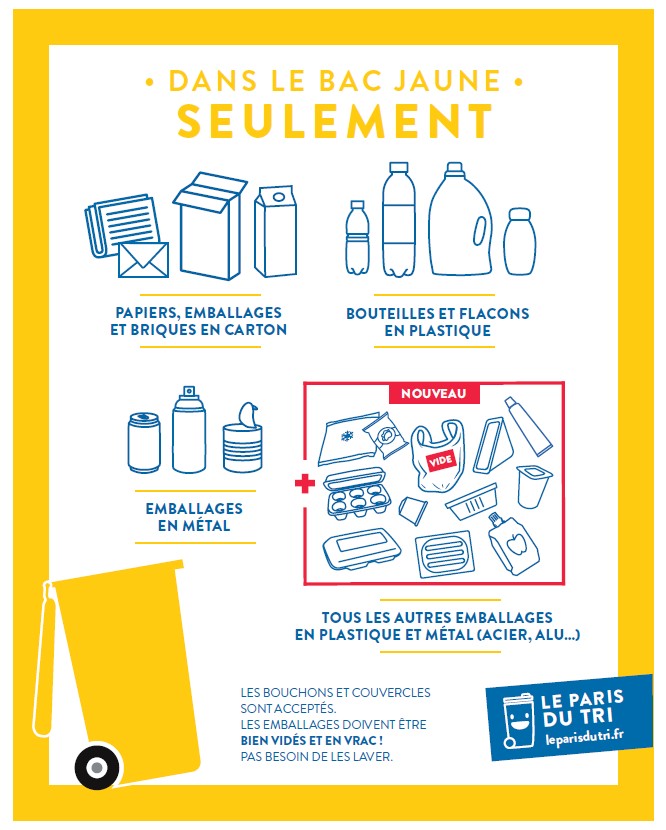 • DANS LE BAC JAUNE •
SEULEMENT
PAPIERS, EMBALLAGES
ET BRIQUES EN CARTON
BOUTEILLES ET FLACONS
EN PLASTIQUE
EMBALLAGES
EN MÉTAL
NOUVEAU
VIDE
+
TOUS LES AUTRES EMBALLAGES
EN PLASTIQUE ET MÉTAL (ACIER, ALU...)
LES BOUCHONS ET COUVERCLES
SONT ACCEPTÉS.
LES EMBALLAGES DOIVENT ÊTRE
BIEN VIDÉS ET EN VRAC !
PAS BESOIN DE LES LAVER.
LE PARIS
DU TRI
leparisdutri.fr